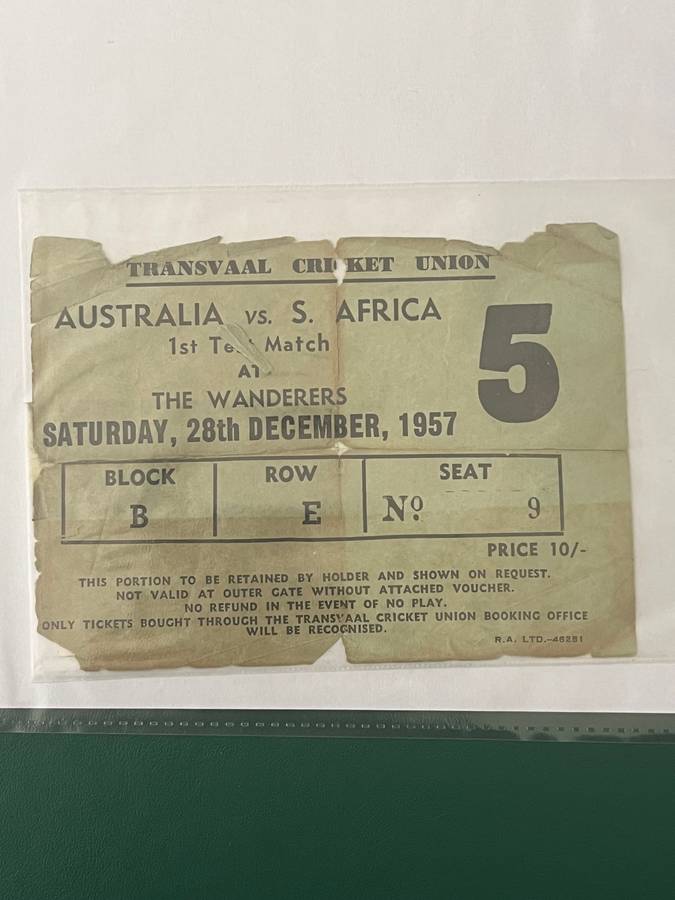 TRANSVAAL CRICKET UNION
AUSTRALIA vs. S. AFRICA
1st Test Match
AT
THE WANDERERS
SATURDAY, 28th DECEMBER, 1957
5
BLOCK ROW SEAT
B E Nº 9
PRICE 10/-
THIS PORTION TO BE RETAINED BY HOLDER AND SHOWN ON REQUEST.
NOT VALID AT OUTER GATE WITHOUT ATTACHED VOUCHER.
NO REFUND IN THE EVENT OF NO PLAY.
ONLY TICKETS BOUGHT THROUGH THE TRANSVAAL CRICKET UNION BOOKING OFFICE
WILL BE RECOGNISED.
R.A. LTD.-46281